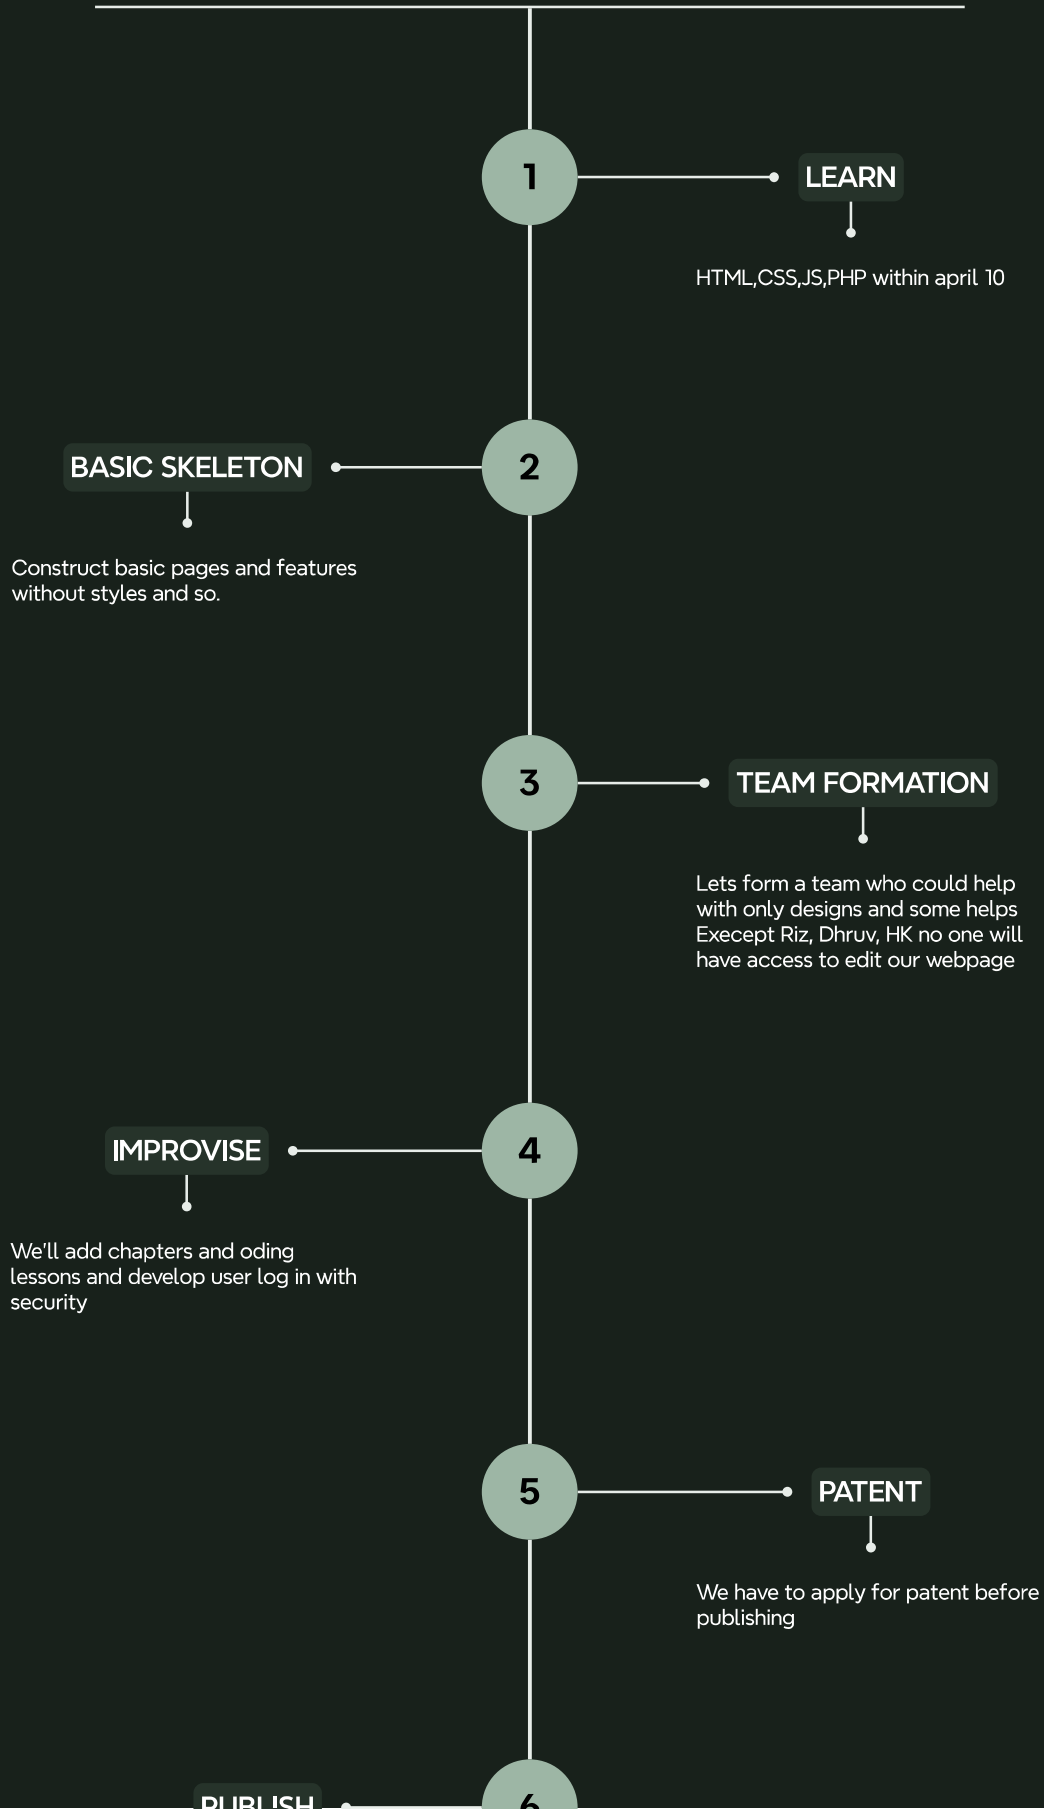 1
LEARN
HTML,CSS,JS,PHP within april 10
BASIC SKELETON
2
Construct basic pages and features
without styles and so.
3
TEAM FORMATION
Lets form a team who could help
with only designs and some helps
Execept Riz, Dhruv, HK no one will
have access to edit our webpage
IMPROVISE
4
We'll add chapters and oding
lessons and develop user log in with
security
5
PATENT
We have to apply for patent before
publishing
PUBLISH
6